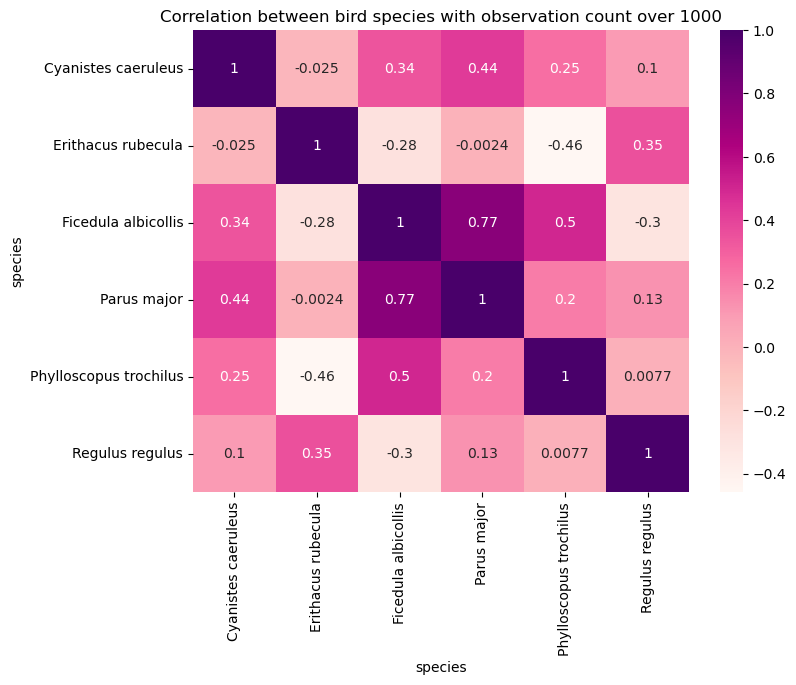 Correlation between bird species with observation count over 1000
species
Cyanistes caeruleus 1 -0.025 0.34 0.44 0.25 0.1
Erithacus rubecula -0.025 1 -0.28 -0.0024 -0.46 0.35
Ficedula albicollis 0.34 -0.28 1 0.77 0.5 -0.3
Parus major 0.44 -0.0024 0.77 1 0.2 0.13
Phylloscopus trochilus 0.25 -0.46 0.5 0.2 1 0.0077
Regulus regulus 0.1 0.35 -0.3 0.13 0.0077 1
Cyanistes caeruleus
Erithacus rubecula
Ficedula albicollis
Parus major
Phylloscopus trochilus
Regulus regulus
species
1.0
0.8
0.6
0.4
0.2
0.0
−0.2
−0.4